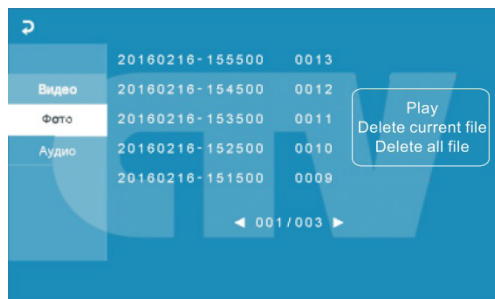 20160216-155500 0013
Видео
20160216-154500 0012
Фото
20160216-153500 0011
Аудио
20160216-152500 0010
20160216-151500 0009
Play
Delete current file
Delete all file
◀ 001/003 ▶